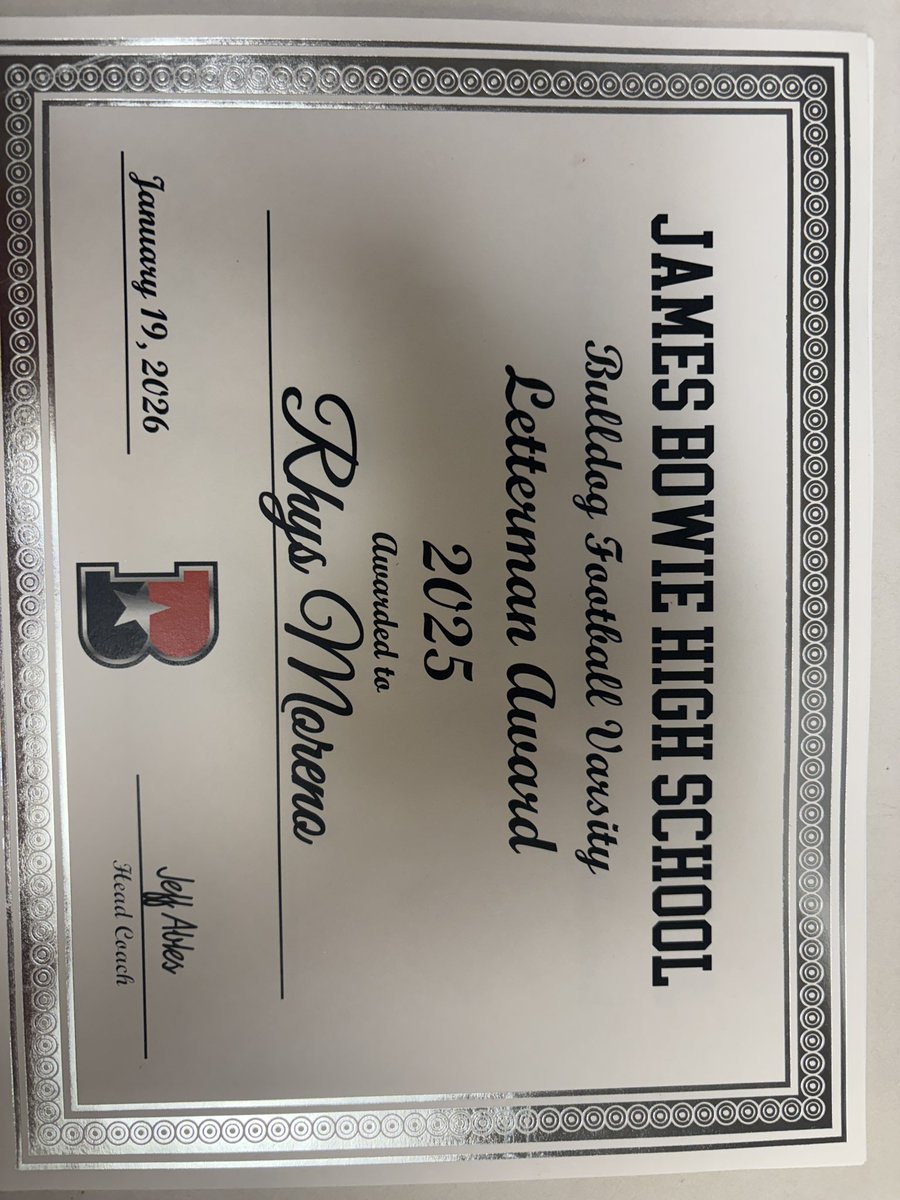 JAMES BOWIE HIGH SCHOOL
Bulldog Football Varsity
Letterman Award
2025
Awarded to
Rhys Moreno
January 19, 2026
B
Jeff Ables
Head Coach